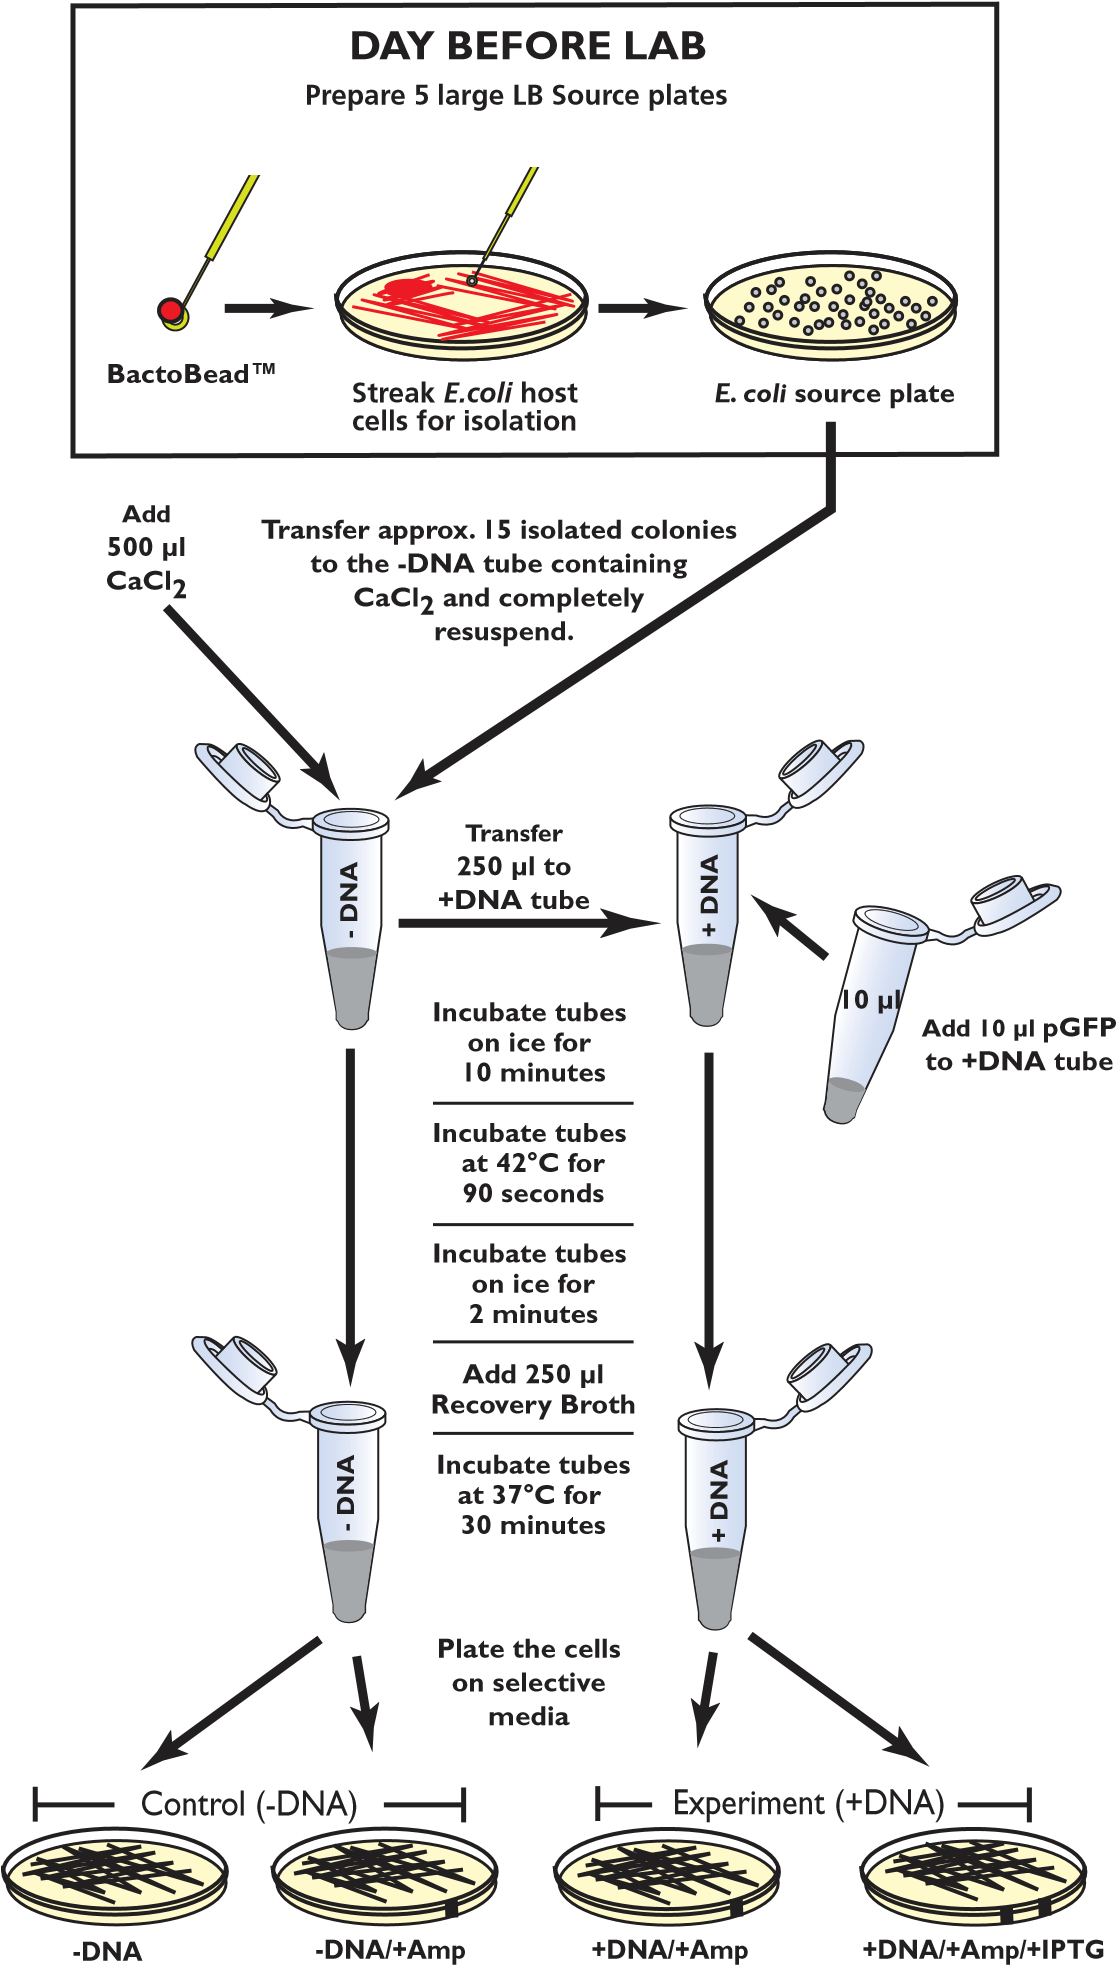 DAY BEFORE LAB
Prepare 5 large LB Source plates
BactoBead™
Streak E.coli host
cells for isolation
E. coli source plate
Add
500 µl
CaCl2
Transfer approx. 15 isolated colonies
to the -DNA tube containing
CaCl2 and completely
resuspend.
- DNA
Transfer
250 µl to
+DNA tube
+ DNA
10 µl
Add 10 µl pGFP
to +DNA tube
Incubate tubes
on ice for
10 minutes
Incubate tubes
at 42°C for
90 seconds
Incubate tubes
on ice for
2 minutes
Add 250 µl
Recovery Broth
Incubate tubes
at 37°C for
30 minutes
- DNA
+ DNA
Plate the cells
on selective
media
Control (-DNA)
Experiment (+DNA)
-DNA
-DNA/+Amp
+DNA/+Amp
+DNA/+Amp/+IPTG